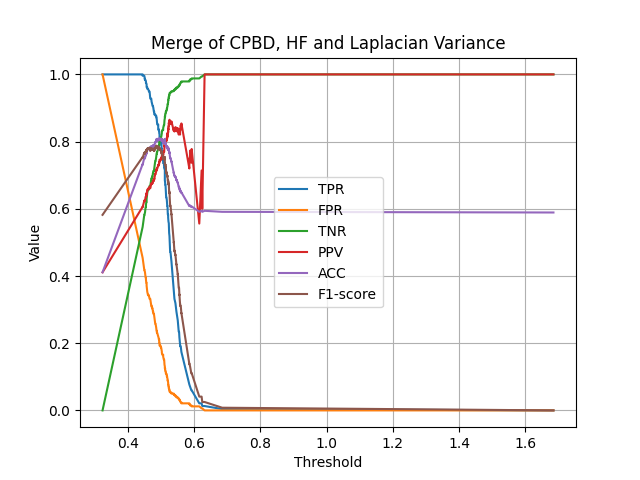 Merge of CPBD, HF and Laplacian Variance
1.0
0.8
0.6
0.4
0.2
0.0
Value
TPR
FPR
TNR
PPV
ACC
F1-score
0.4 0.6 0.8 1.0 1.2 1.4 1.6
Threshold